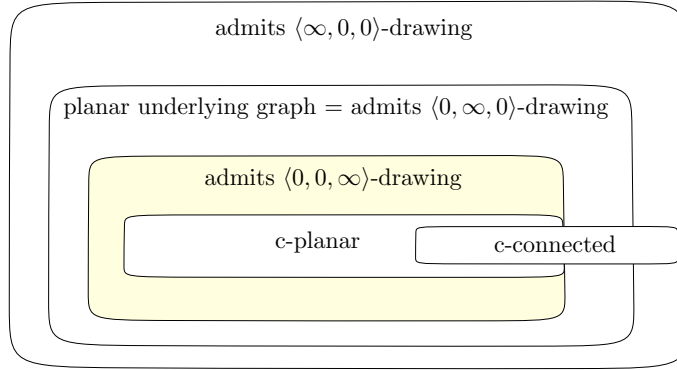 admits ⟨∞, 0, 0⟩-drawing
planar underlying graph = admits ⟨0, ∞, 0⟩-drawing
admits ⟨0, 0, ∞⟩-drawing
c-planar
c-connected